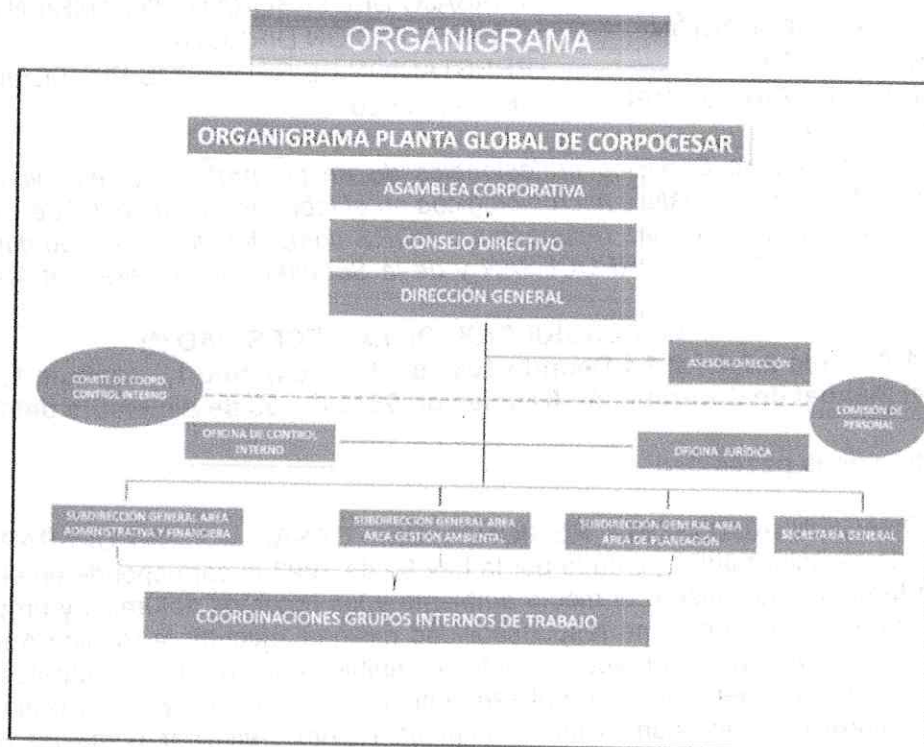 ORGANIGRAMA
ORGANIGRAMA PLANTA GLOBAL DE CORPOCESAR
ASAMBLEA CORPORATIVA
CONSEJO DIRECTIVO
DIRECCIÓN GENERAL
ASESOR DIRECCIÓN
COMITE DE COORD.
CONTROL INTERNO
COMISIÓN DE
PERSONAL
OFICINA DE CONTROL
INTERNO
OFICINA JURÍDICA
SUBDIRECCIÓN GENERAL AREA
ADMINISTRATIVA Y FINANCIERA
SUBDIRECCIÓN GENERAL AREA
AREA GESTIÓN AMBIENTAL
SUBDIRECCIÓN GENERAL AREA
AREA DE PLANEACIÓN
SECRETARIA GENERAL
COORDINACIONES GRUPOS INTERNOS DE TRABAJO